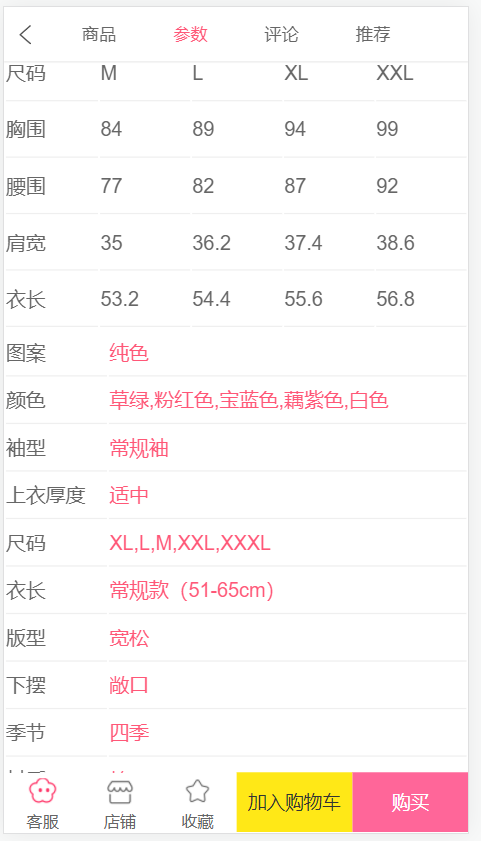 商品 参数 评论 推荐
尺码 M L XL XXL
胸围 84 89 94 99
腰围 77 82 87 92
肩宽 35 36.2 37.4 38.6
衣长 53.2 54.4 55.6 56.8
图案 纯色
颜色 草绿,粉红色,宝蓝色,藕紫色,白色
袖型 常规袖
上衣厚度 适中
尺码 XL,L,M,XXL,XXXL
衣长 常规款（51-65cm）
版型 宽松
下摆 敞口
季节 四季
客服 店铺 收藏 加入购物车 购买